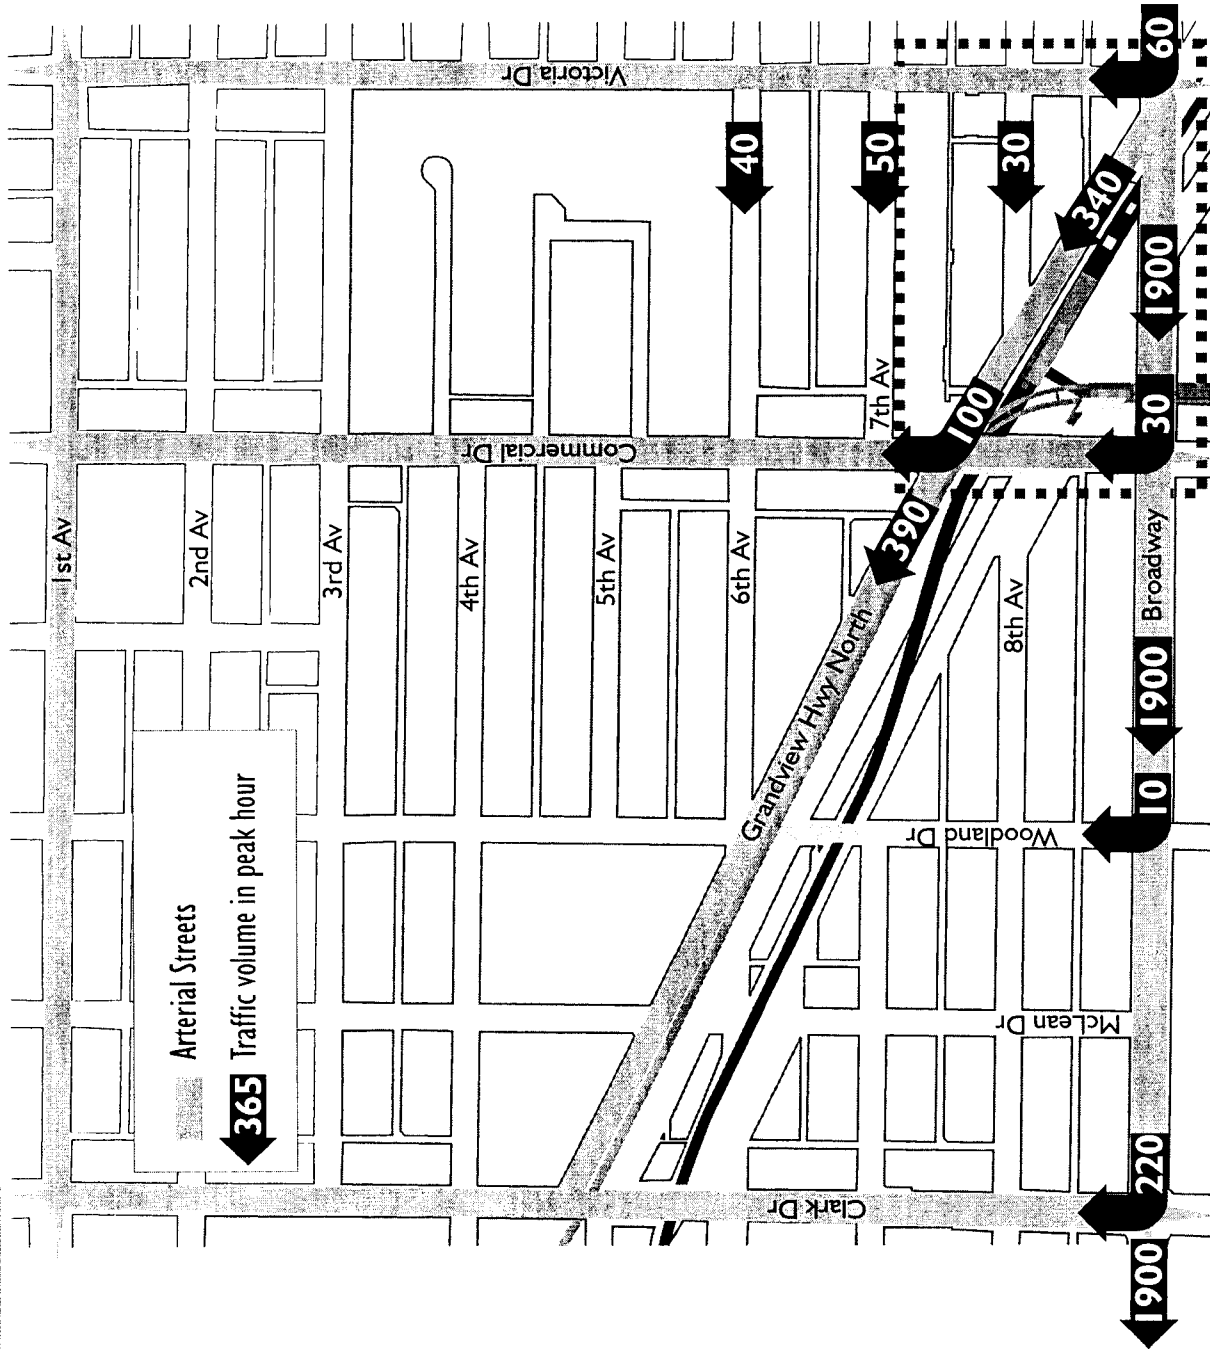 Victoria Dr
60
40
50
30
340
1900
7th Av
100
30
Commercial Dr
1st Av
2nd Av
3rd Av
4th Av
5th Av
6th Av
390
8th Av
Broadway
Grandview Hwy North
1900
10
Woodland Dr
Arterial Streets
365 Traffic volume in peak hour
McLean Dr
220
Clark Dr
1900